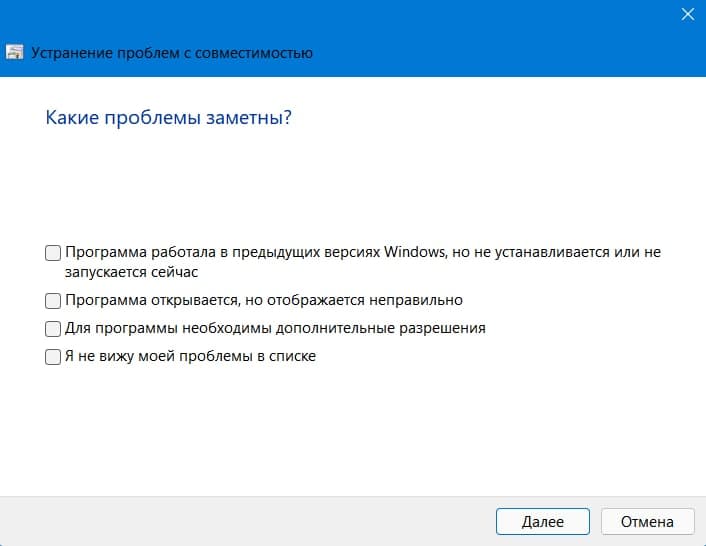 Устранение проблем с совместимостью
Какие проблемы заметны?
Программа работала в предыдущих версиях Windows, но не устанавливается или не
запускается сейчас
Программа открывается, но отображается неправильно
Для программы необходимы дополнительные разрешения
Я не вижу моей проблемы в списке
Далее
Отмена